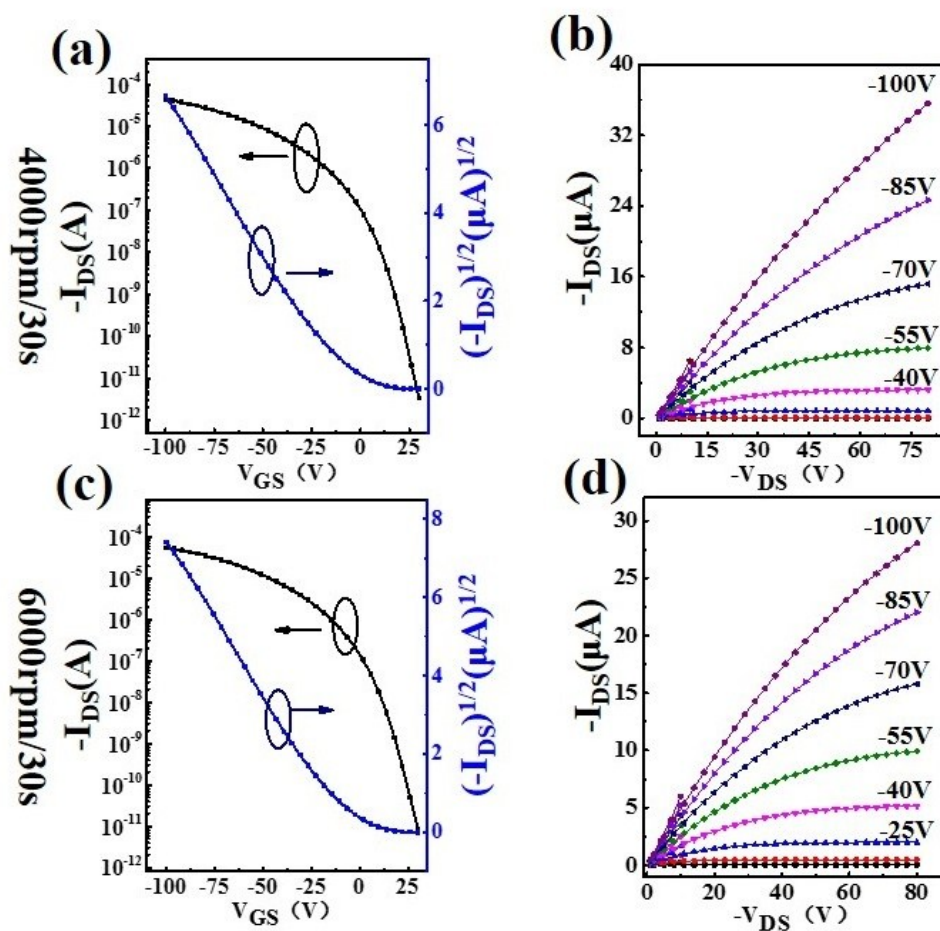 (a)
4000rpm/30s
-I_DS(A)
10^-4
10^-5
10^-6
10^-7
10^-8
10^-9
10^-10
10^-11
10^-12
-100 -75 -50 -25 0 25
V_GS (V)
6
4
2
0
(-I_DS)^1/2(μA)^1/2
(b)
-I_DS(μA)
40
32
24
16
8
0
-100V
-85V
-70V
-55V
-40V
0 15 30 45 60 75
-V_DS (V)
(c)
6000rpm/30s
-I_DS(A)
10^-4
10^-5
10^-6
10^-7
10^-8
10^-9
10^-10
10^-11
10^-12
-100 -75 -50 -25 0 25
V_GS (V)
8
6
4
2
0
(-I_DS)^1/2(μA)^1/2
(d)
-I_DS(μA)
30
25
20
15
10
5
0
-100V
-85V
-70V
-55V
-40V
-25V
0 20 40 60 80
-V_DS (V)